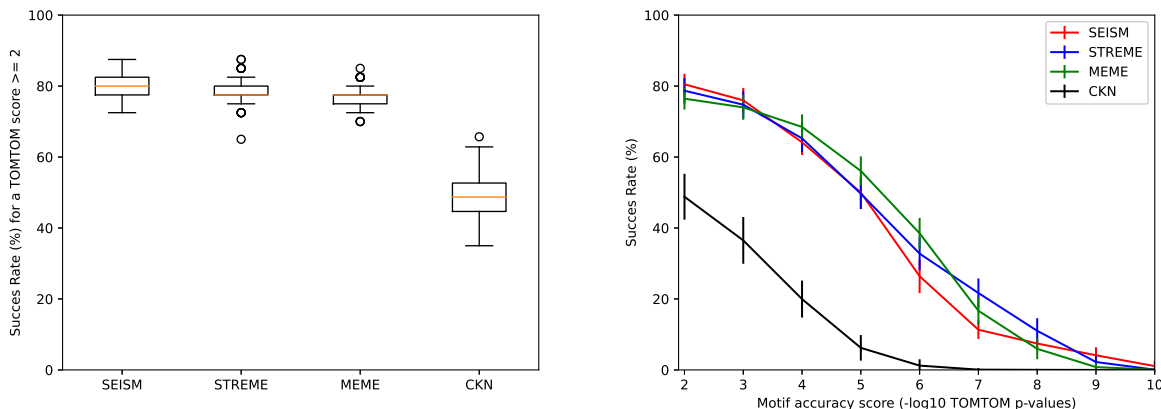 Succes Rate (%) for a TOMTOM score >= 2
100
80
60
40
20
0
SEISM STREME MEME CKN
Succes Rate (%)
100
80
60
40
20
0
SEISM
STREME
MEME
CKN
2 3 4 5 6 7 8 9 10
Motif accuracy score (-log10 TOMTOM p-values)